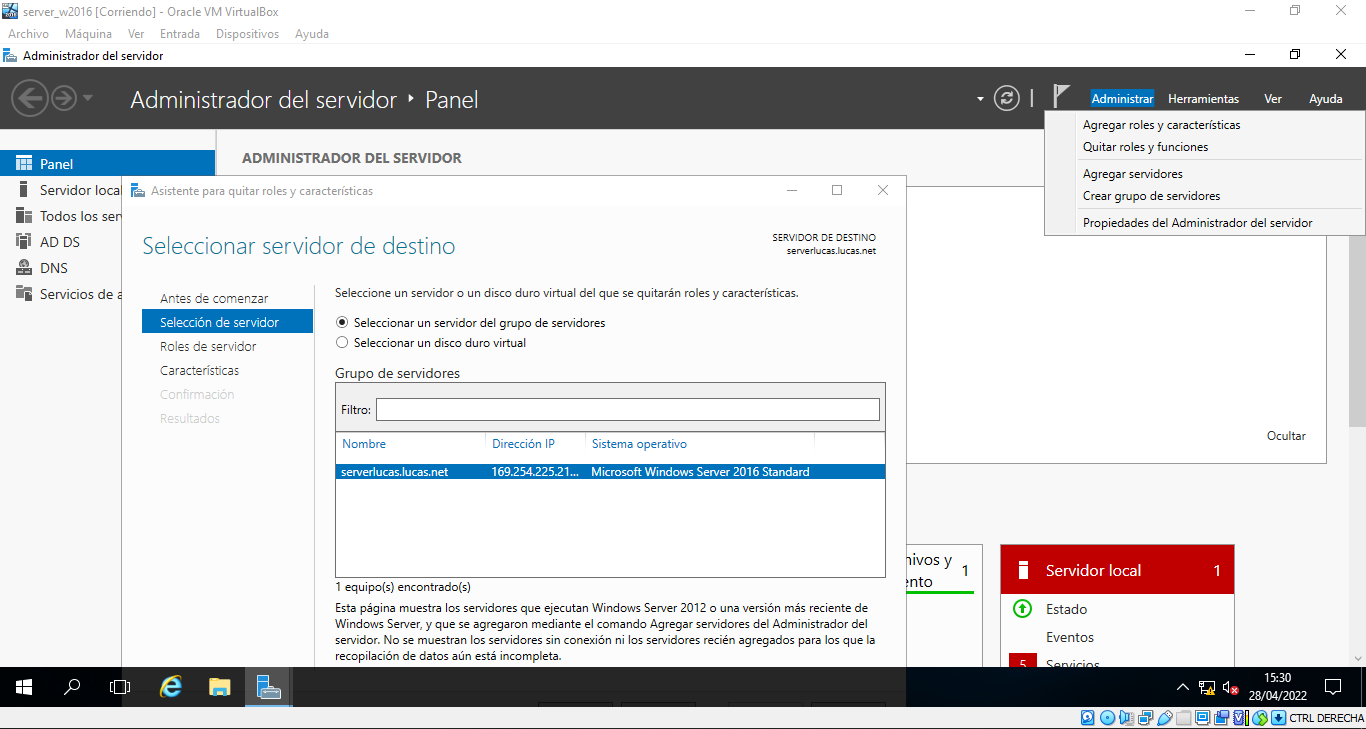 server_w2016 [Corriendo] - Oracle VM VirtualBox
Archivo Máquina Ver Entrada Dispositivos Ayuda
Administrador del servidor
Administrador del servidor Panel
Administrar Herramientas Ver Ayuda
Agregar roles y características
Quitar roles y funciones
Agregar servidores
Crear grupo de servidores
Propiedades del Administrador del servidor
Panel
Servidor local
Todos los ser
AD DS
DNS
Servicios de a
ADMINISTRADOR DEL SERVIDOR
Asistente para quitar roles y características
Seleccionar servidor de destino
SERVIDOR DE DESTINO
serverlucas.lucas.net
Antes de comenzar
Selección de servidor
Roles de servidor
Características
Confirmación
Resultados
Seleccione un servidor o un disco duro virtual del que se quitarán roles y características.
Seleccionar un servidor del grupo de servidores
Seleccionar un disco duro virtual
Grupo de servidores
Filtro:
Nombre Dirección IP Sistema operativo
serverlucas.lucas.net 169.254.225.21... Microsoft Windows Server 2016 Standard
1 equipo(s) encontrado(s)
Esta página muestra los servidores que ejecutan Windows Server 2012 o una versión más reciente de
Windows Server, y que se agregaron mediante el comando Agregar servidores del Administrador del
servidor. No se muestran los servidores sin conexión ni los servidores recién agregados para los que la
recopilación de datos aún está incompleta.
Ocultar
hivos y
ento 1
Servidor local 1
Estado
Eventos
5 Servicios
15:30
28/04/2022
CTRL DERECHA